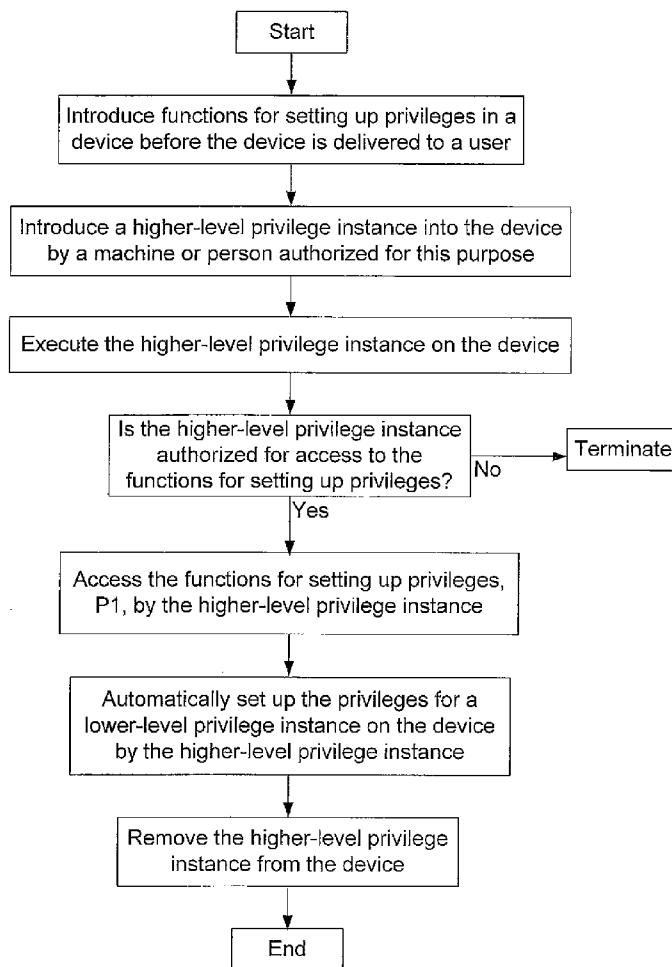 Start
Introduce functions for setting up privileges in a
device before the device is delivered to a user
Introduce a higher-level privilege instance into the device
by a machine or person authorized for this purpose
Execute the higher-level privilege instance on the device
Is the higher-level privilege instance
authorized for access to the
functions for setting up privileges?
No
Terminate
Yes
Access the functions for setting up privileges,
P1, by the higher-level privilege instance
Automatically set up the privileges for a
lower-level privilege instance on the device
by the higher-level privilege instance
Remove the higher-level privilege
instance from the device
End